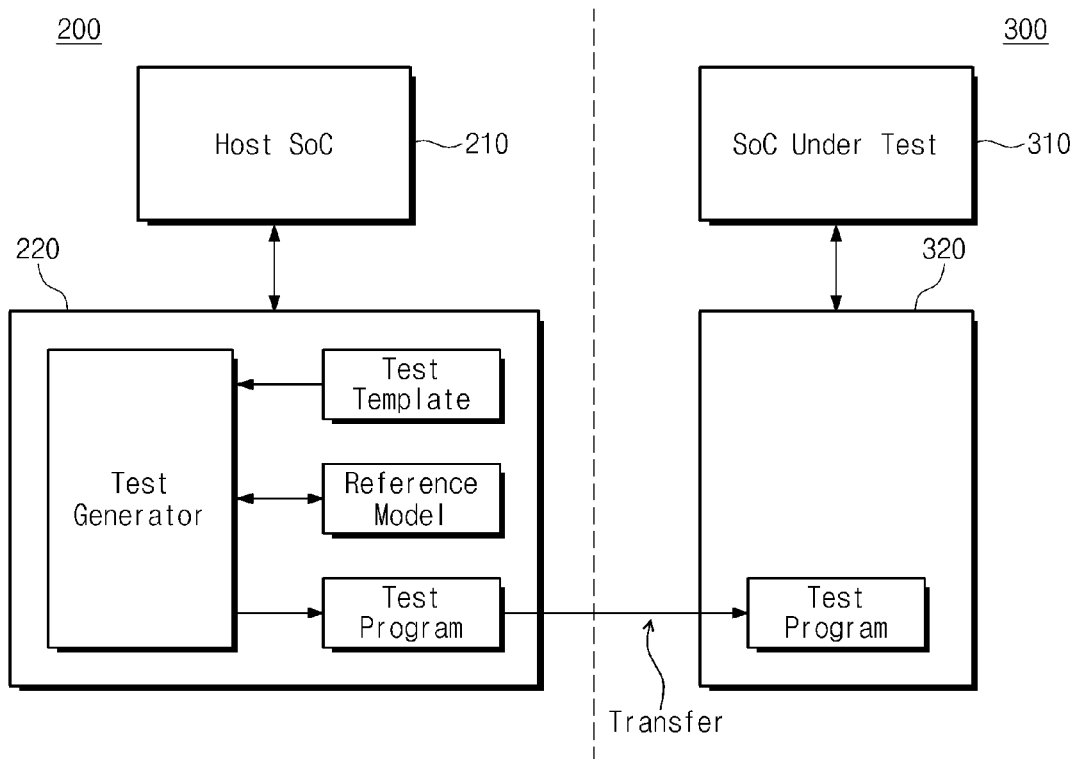 200
300
Host SoC
210
SoC Under Test
310
220
320
Test
Template
Test
Generator
Reference
Model
Test
Program
Test
Program
Transfer